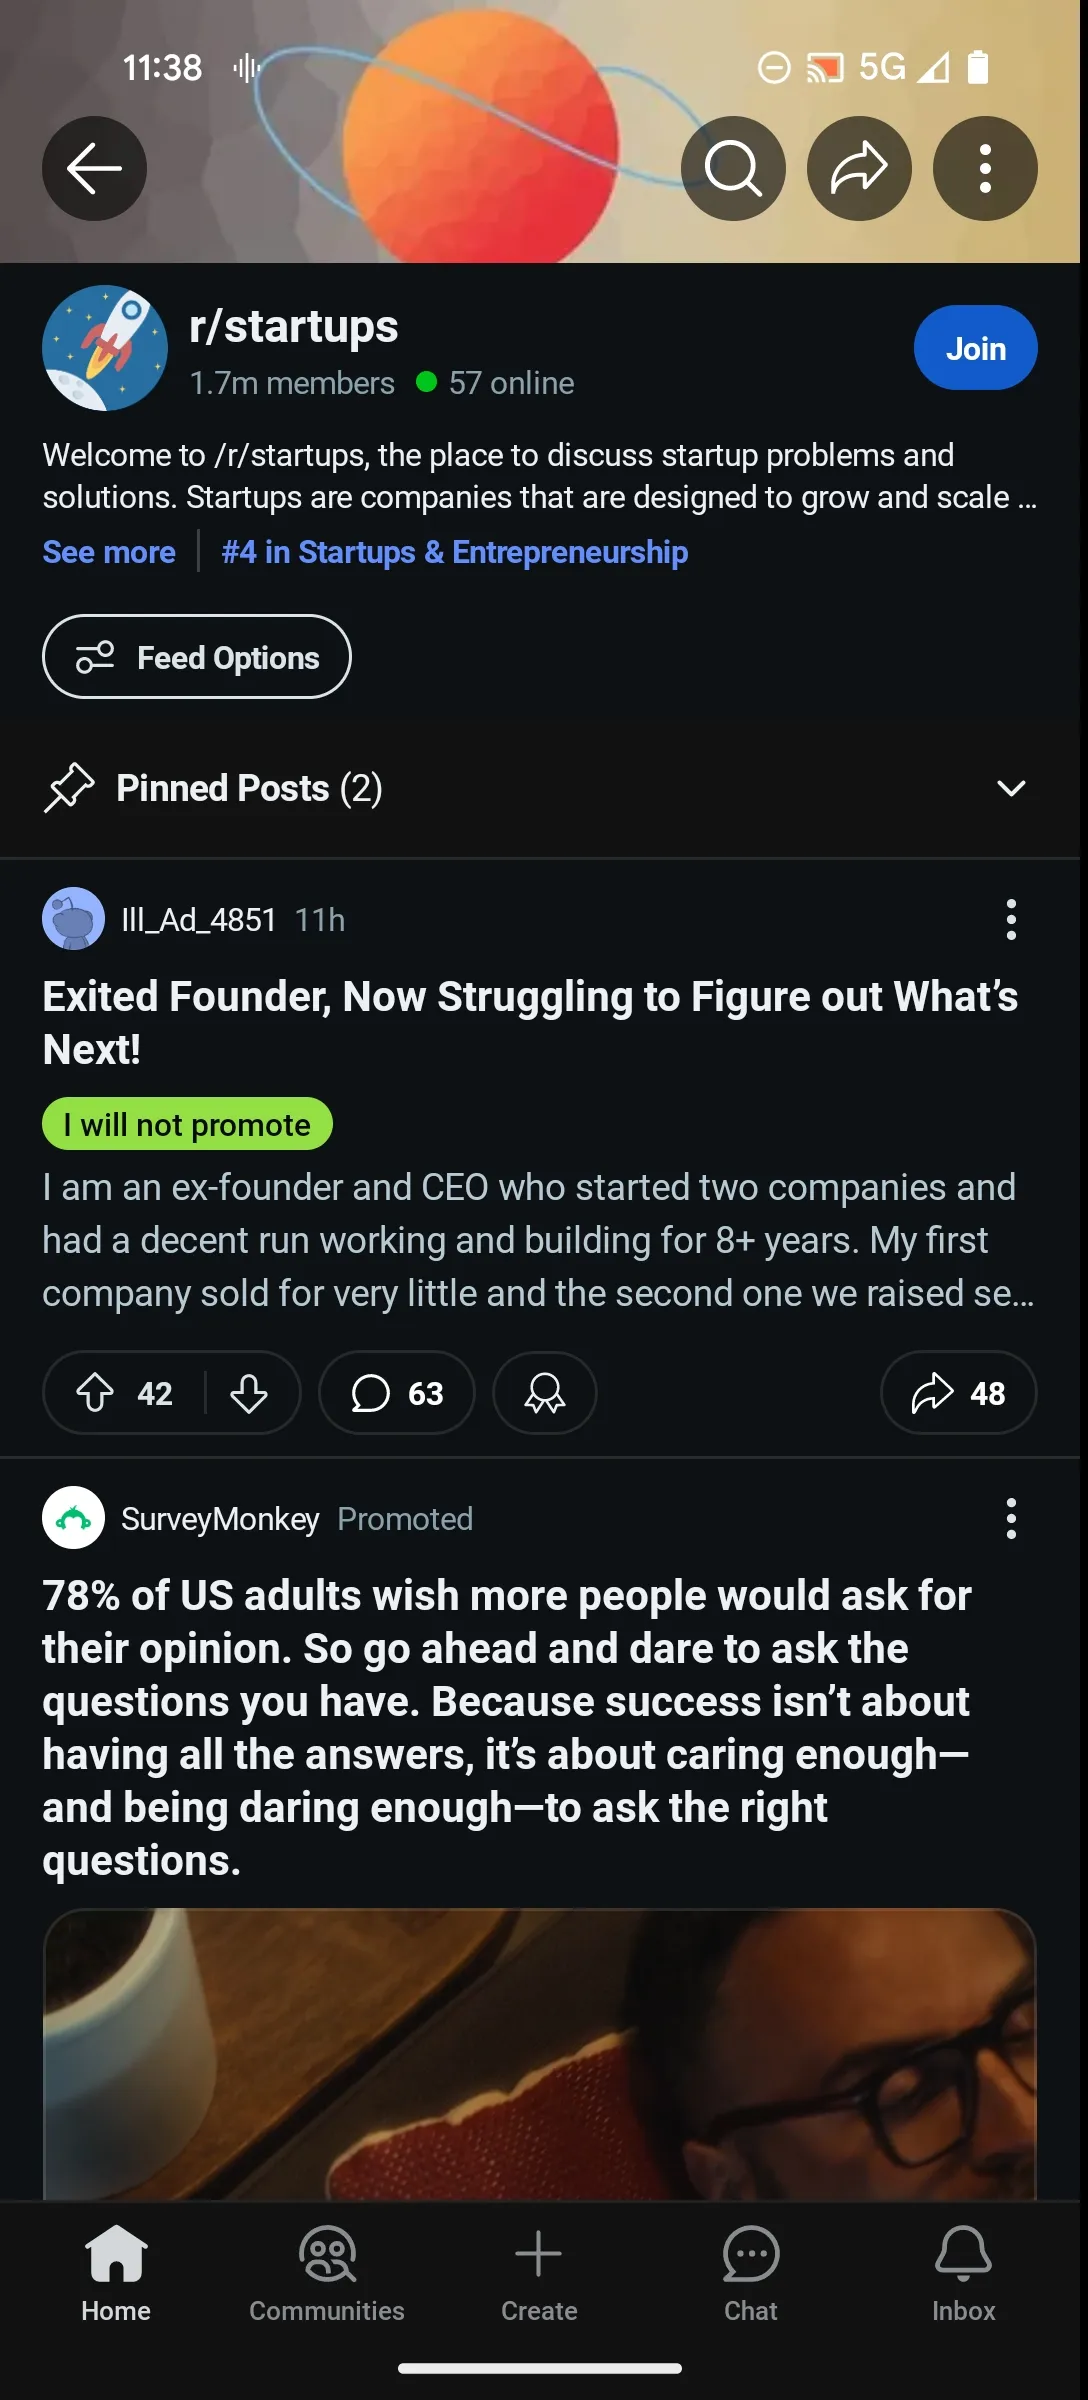 11:38
5G
r/startups
Join
1.7m members 57 online
Welcome to /r/startups, the place to discuss startup problems and
solutions. Startups are companies that are designed to grow and scale ...
See more #4 in Startups & Entrepreneurship
Feed Options
Pinned Posts (2)
Ill_Ad_4851 11h
Exited Founder, Now Struggling to Figure out What’s
Next!
I will not promote
I am an ex-founder and CEO who started two companies and
had a decent run working and building for 8+ years. My first
company sold for very little and the second one we raised se...
42 63 48
SurveyMonkey Promoted
78% of US adults wish more people would ask for
their opinion. So go ahead and dare to ask the
questions you have. Because success isn’t about
having all the answers, it’s about caring enough—
and being daring enough—to ask the right
questions.
Home Communities Create Chat Inbox